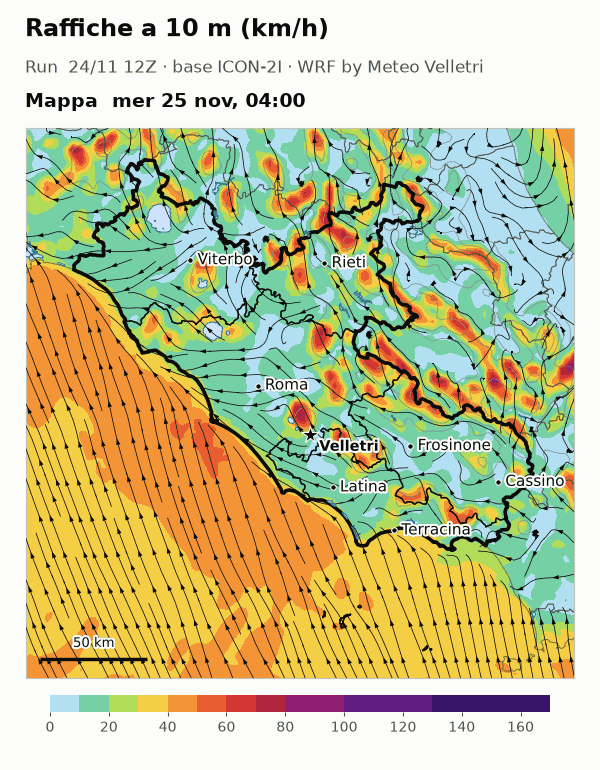 Raffiche a 10 m (km/h)
Run  24/11 12Z · base ICON-2I · WRF by Meteo Velletri
Mappa  mer 25 nov, 04:00
Viterbo
Rieti
Roma
Velletri
Frosinone
Latina
Cassino
Terracina
50 km
0 20 40 60 80 100 120 140 160